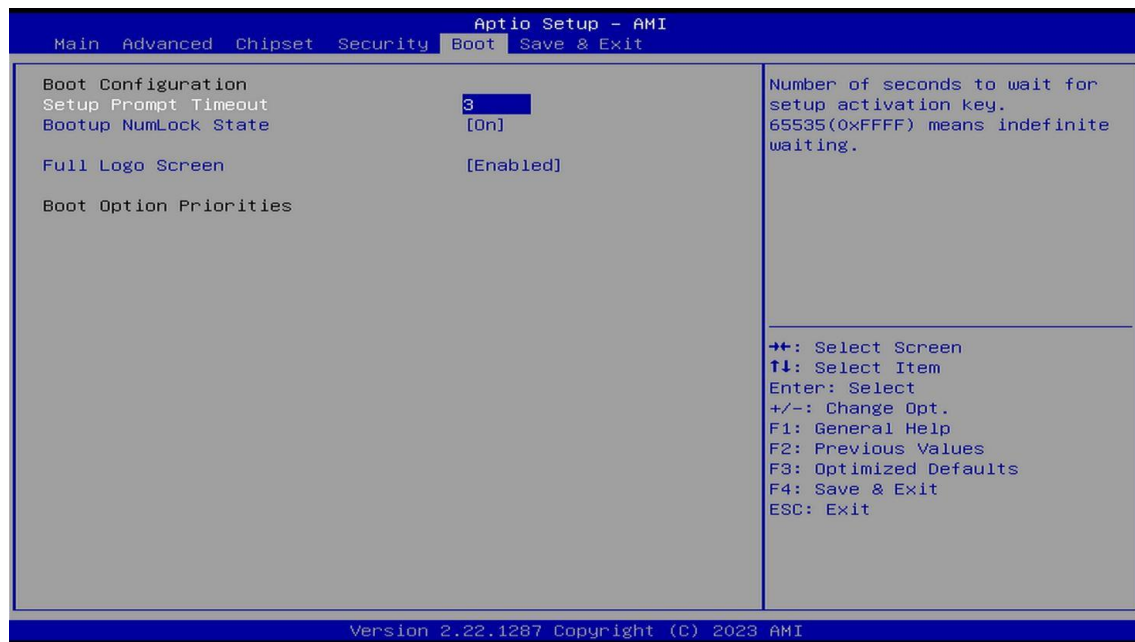 Aptio Setup – AMI
Main Advanced Chipset Security Boot Save & Exit
Boot Configuration
Setup Prompt Timeout 3
Bootup NumLock State [On]
Full Logo Screen [Enabled]
Boot Option Priorities
Number of seconds to wait for
setup activation key.
65535(0xFFFF) means indefinite
waiting.
→←: Select Screen
↑↓: Select Item
Enter: Select
+/-: Change Opt.
F1: General Help
F2: Previous Values
F3: Optimized Defaults
F4: Save & Exit
ESC: Exit
Version 2.22.1287 Copyright (C) 2023 AMI